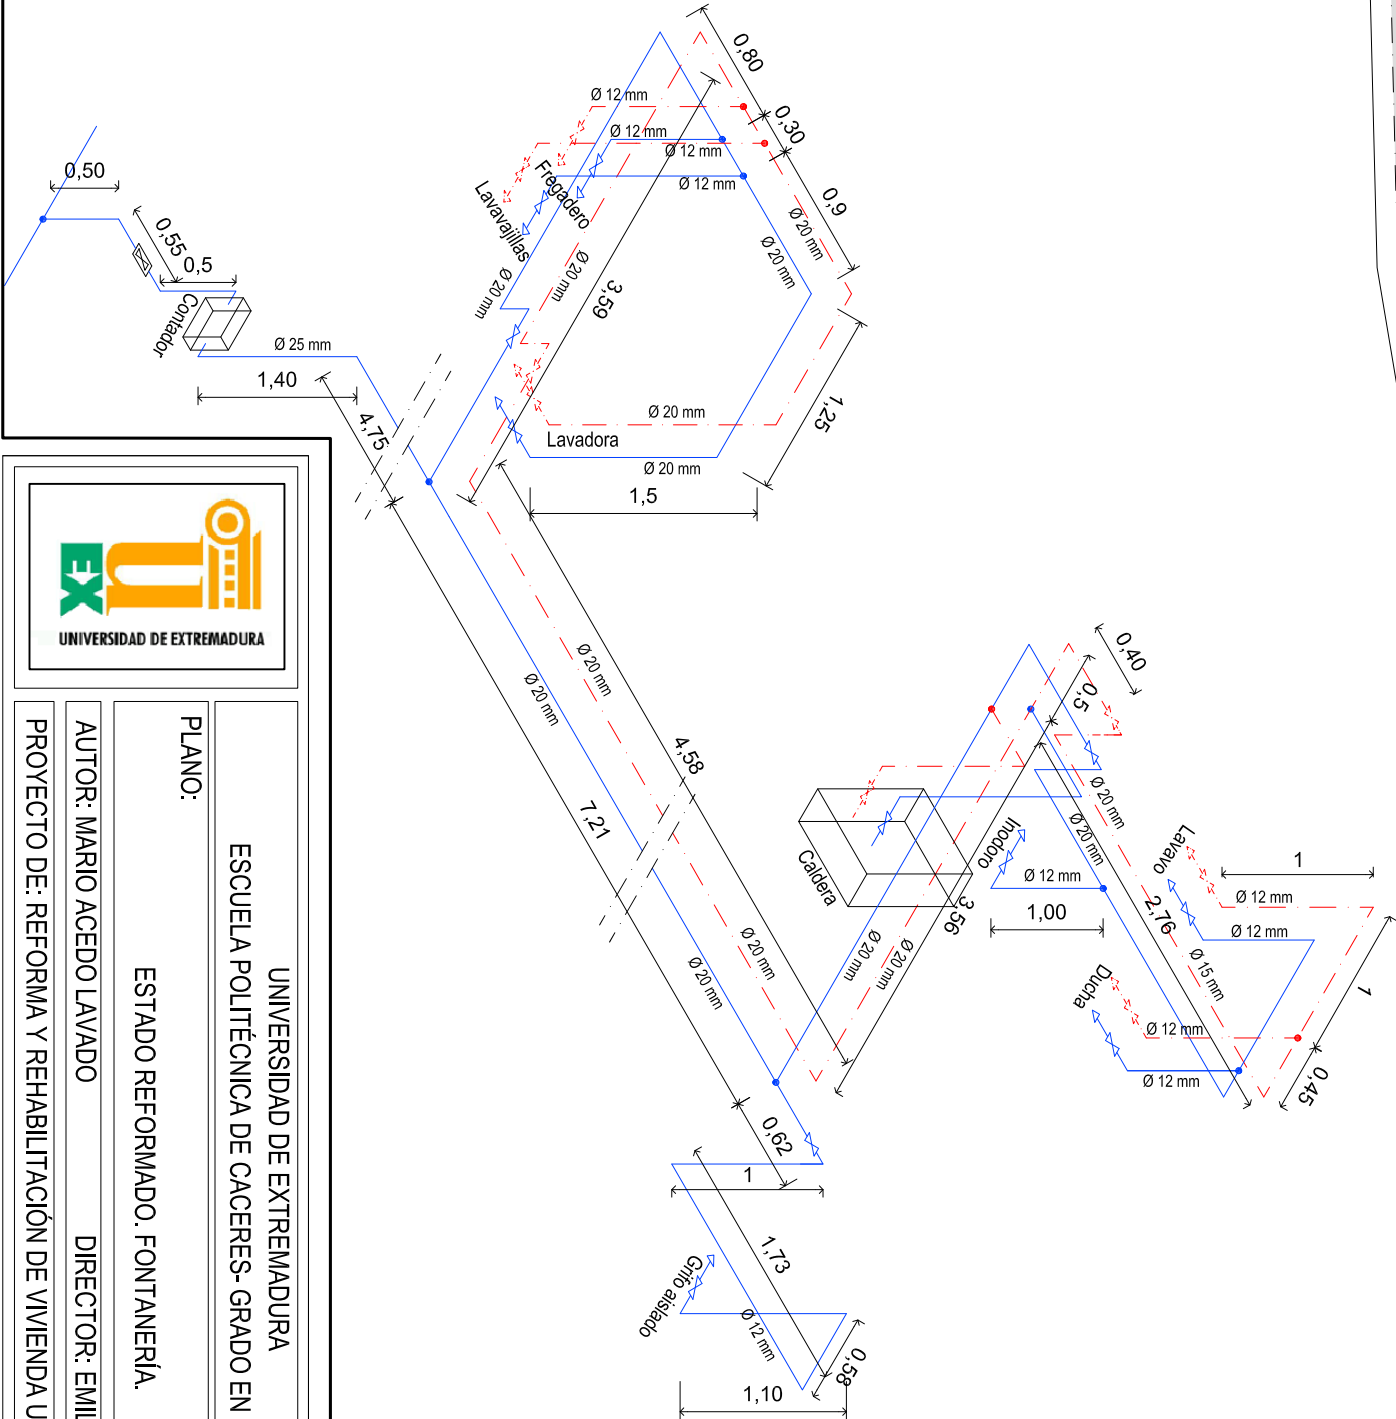 0,80
Ø 12 mm
0,30
Ø 12 mm
Ø 12 mm
Fregadero
Ø 12 mm
Lavavajillas
0,9
Ø 20 mm
Ø 20 mm
Ø 20 mm
Ø 20 mm
3,59
0,50
0,55
0,5
Contador
Ø 25 mm
1,40
4,75
Ø 20 mm
Lavadora
Ø 20 mm
1,25
1,5
EX
UNIVERSIDAD DE EXTREMADURA
Ø 20 mm
Ø 20 mm
4,58
7,21
0,40
0,5
Ø 20 mm
Ø 20 mm
Caldera
Inodoro
Ø 12 mm
1,00
3,56
Lavavo
1
Ø 12 mm
Ø 12 mm
2,76
Ø 15 mm
Ø 20 mm
Ø 20 mm
Ø 20 mm
Ø 20 mm
Ducha
Ø 12 mm
Ø 12 mm
1
0,45
0,62
1
1,73
Grifo aislado
Ø 12 mm
0,58
1,10
UNIVERSIDAD DE EXTREMADURA
ESCUELA POLITÉCNICA DE CACERES- GRADO EN
PLANO:
ESTADO REFORMADO. FONTANERÍA.
AUTOR: MARIO ACEDO LAVADO
DIRECTOR: EMIL
PROYECTO DE: REFORMA Y REHABILITACIÓN DE VIVIENDA U